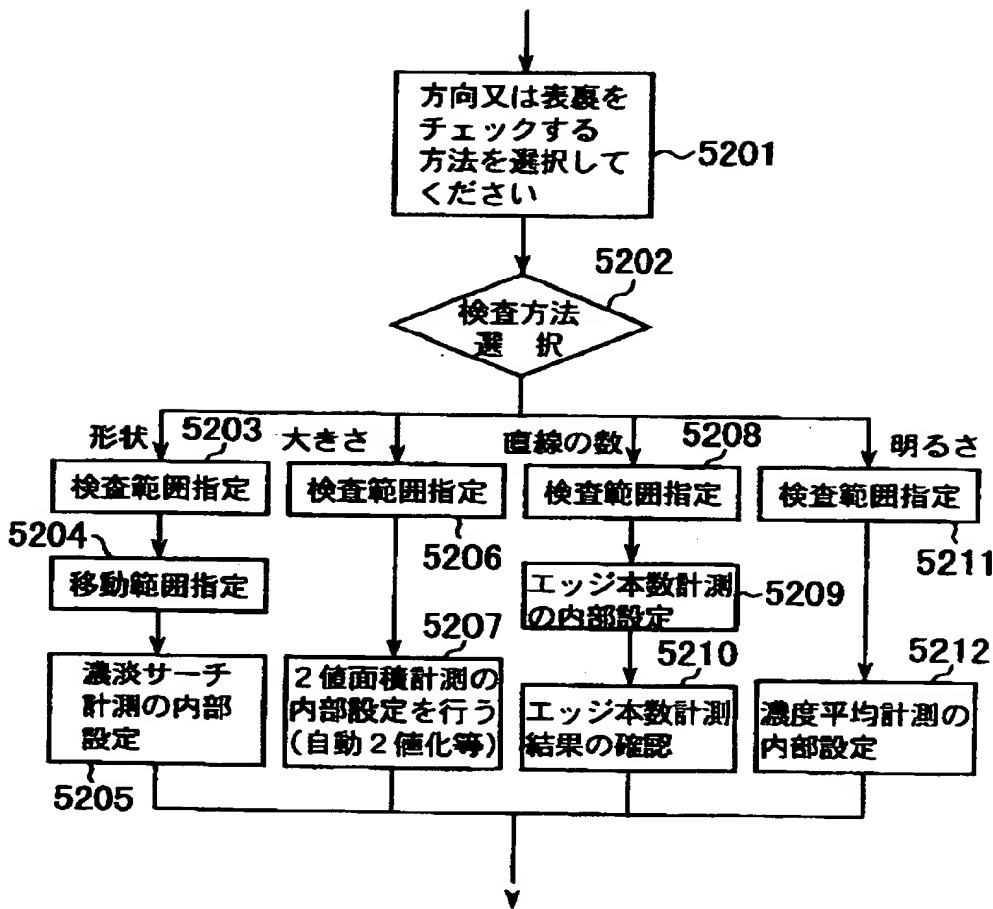 方向又は表裏を
チェックする
方法を選択して
ください
5201
5202
検査方法
選 択
形状
5203
検査範囲指定
5204
移動範囲指定
濃淡サーチ
計測の内部
設定
5205
大きさ
検査範囲指定
5206
5207
2値面積計測の
内部設定を行う
(自動2値化等)
直線の数
5208
検査範囲指定
エッジ本数計測
の内部設定
5209
5210
エッジ本数計測
結果の確認
明るさ
検査範囲指定
5211
5212
濃度平均計測の
内部設定